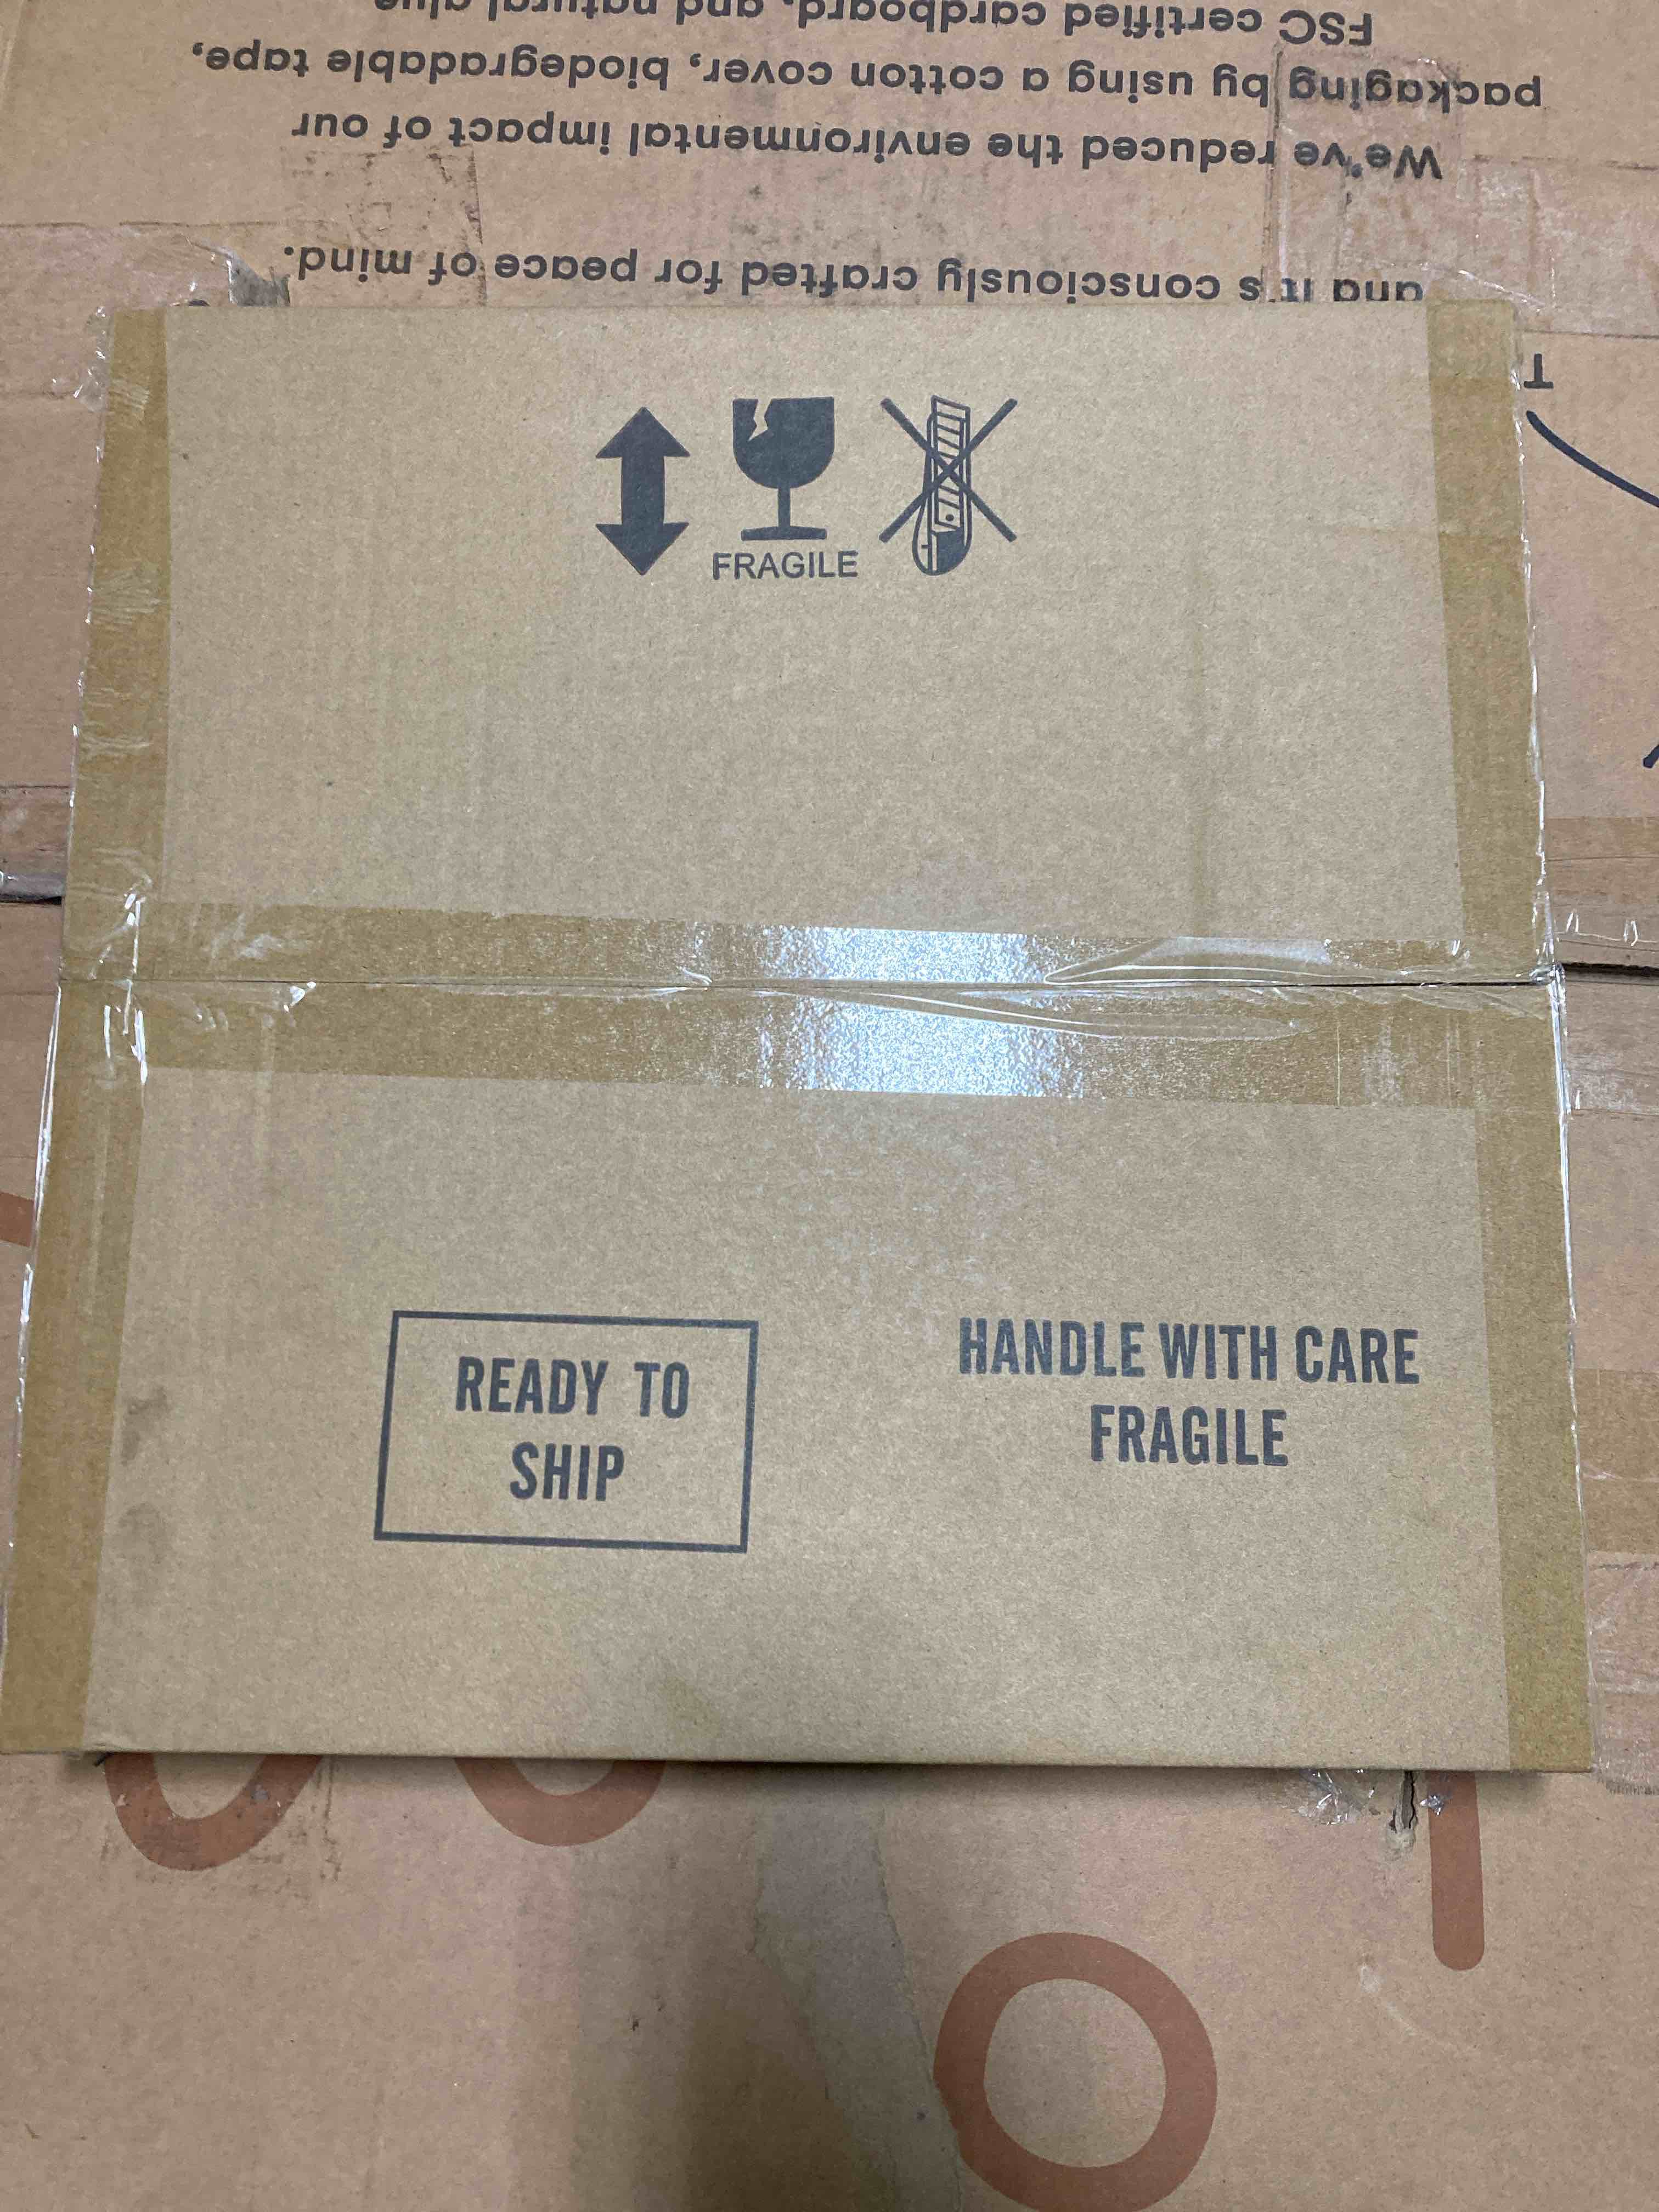 FSC certified cardboard, and natural glue
packaging by using a cotton cover, biodegradable tape,
We've reduced the environmental impact of our
and it's consciously crafted for peace of mind.
T
FRAGILE
READY TO
SHIP
HANDLE WITH CARE
FRAGILE